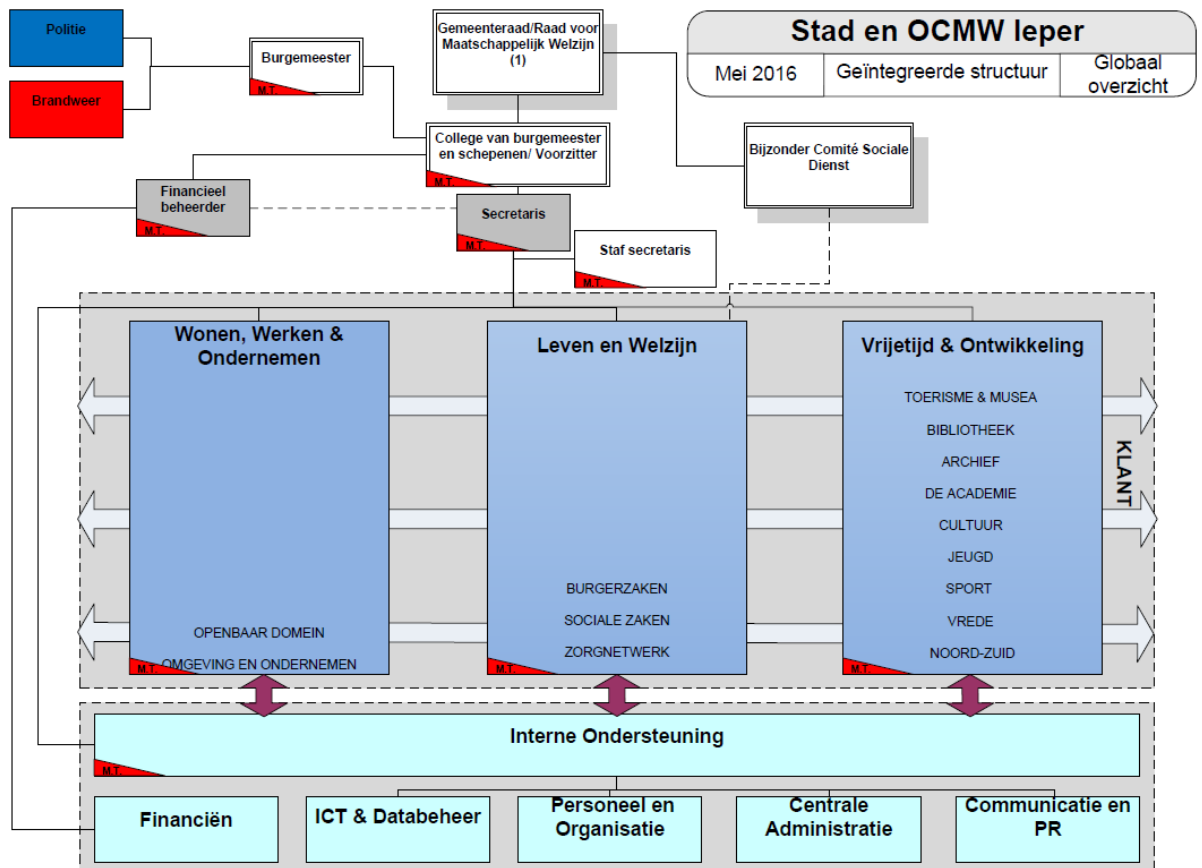 Politie
Brandweer
Burgemeester
M.T.
Gemeenteraad/Raad voor
Maatschappelijk Welzijn
(1)
Stad en OCMW Ieper
Mei 2016
Geïntegreerde structuur
Globaal
overzicht
College van burgemeester
en schepenen/ Voorzitter
M.T.
Bijzonder Comité Sociale
Dienst
Financieel
beheerder
M.T.
Secretaris
M.T.
Staf secretaris
M.T.
Wonen, Werken &
Ondernemen
OPENBAAR DOMEIN
OMGEVING EN ONDERNEMEN
M.T.
Leven en Welzijn
BURGERZAKEN
SOCIALE ZAKEN
ZORGNETWERK
M.T.
Vrijetijd & Ontwikkeling
TOERISME & MUSEA
BIBLIOTHEEK
ARCHIEF
DE ACADEMIE
CULTUUR
JEUGD
SPORT
VREDE
NOORD-ZUID
M.T.
KLANT
Interne Ondersteuning
M.T.
Financiën
ICT & Databeheer
Personeel en
Organisatie
Centrale
Administratie
Communicatie en
PR